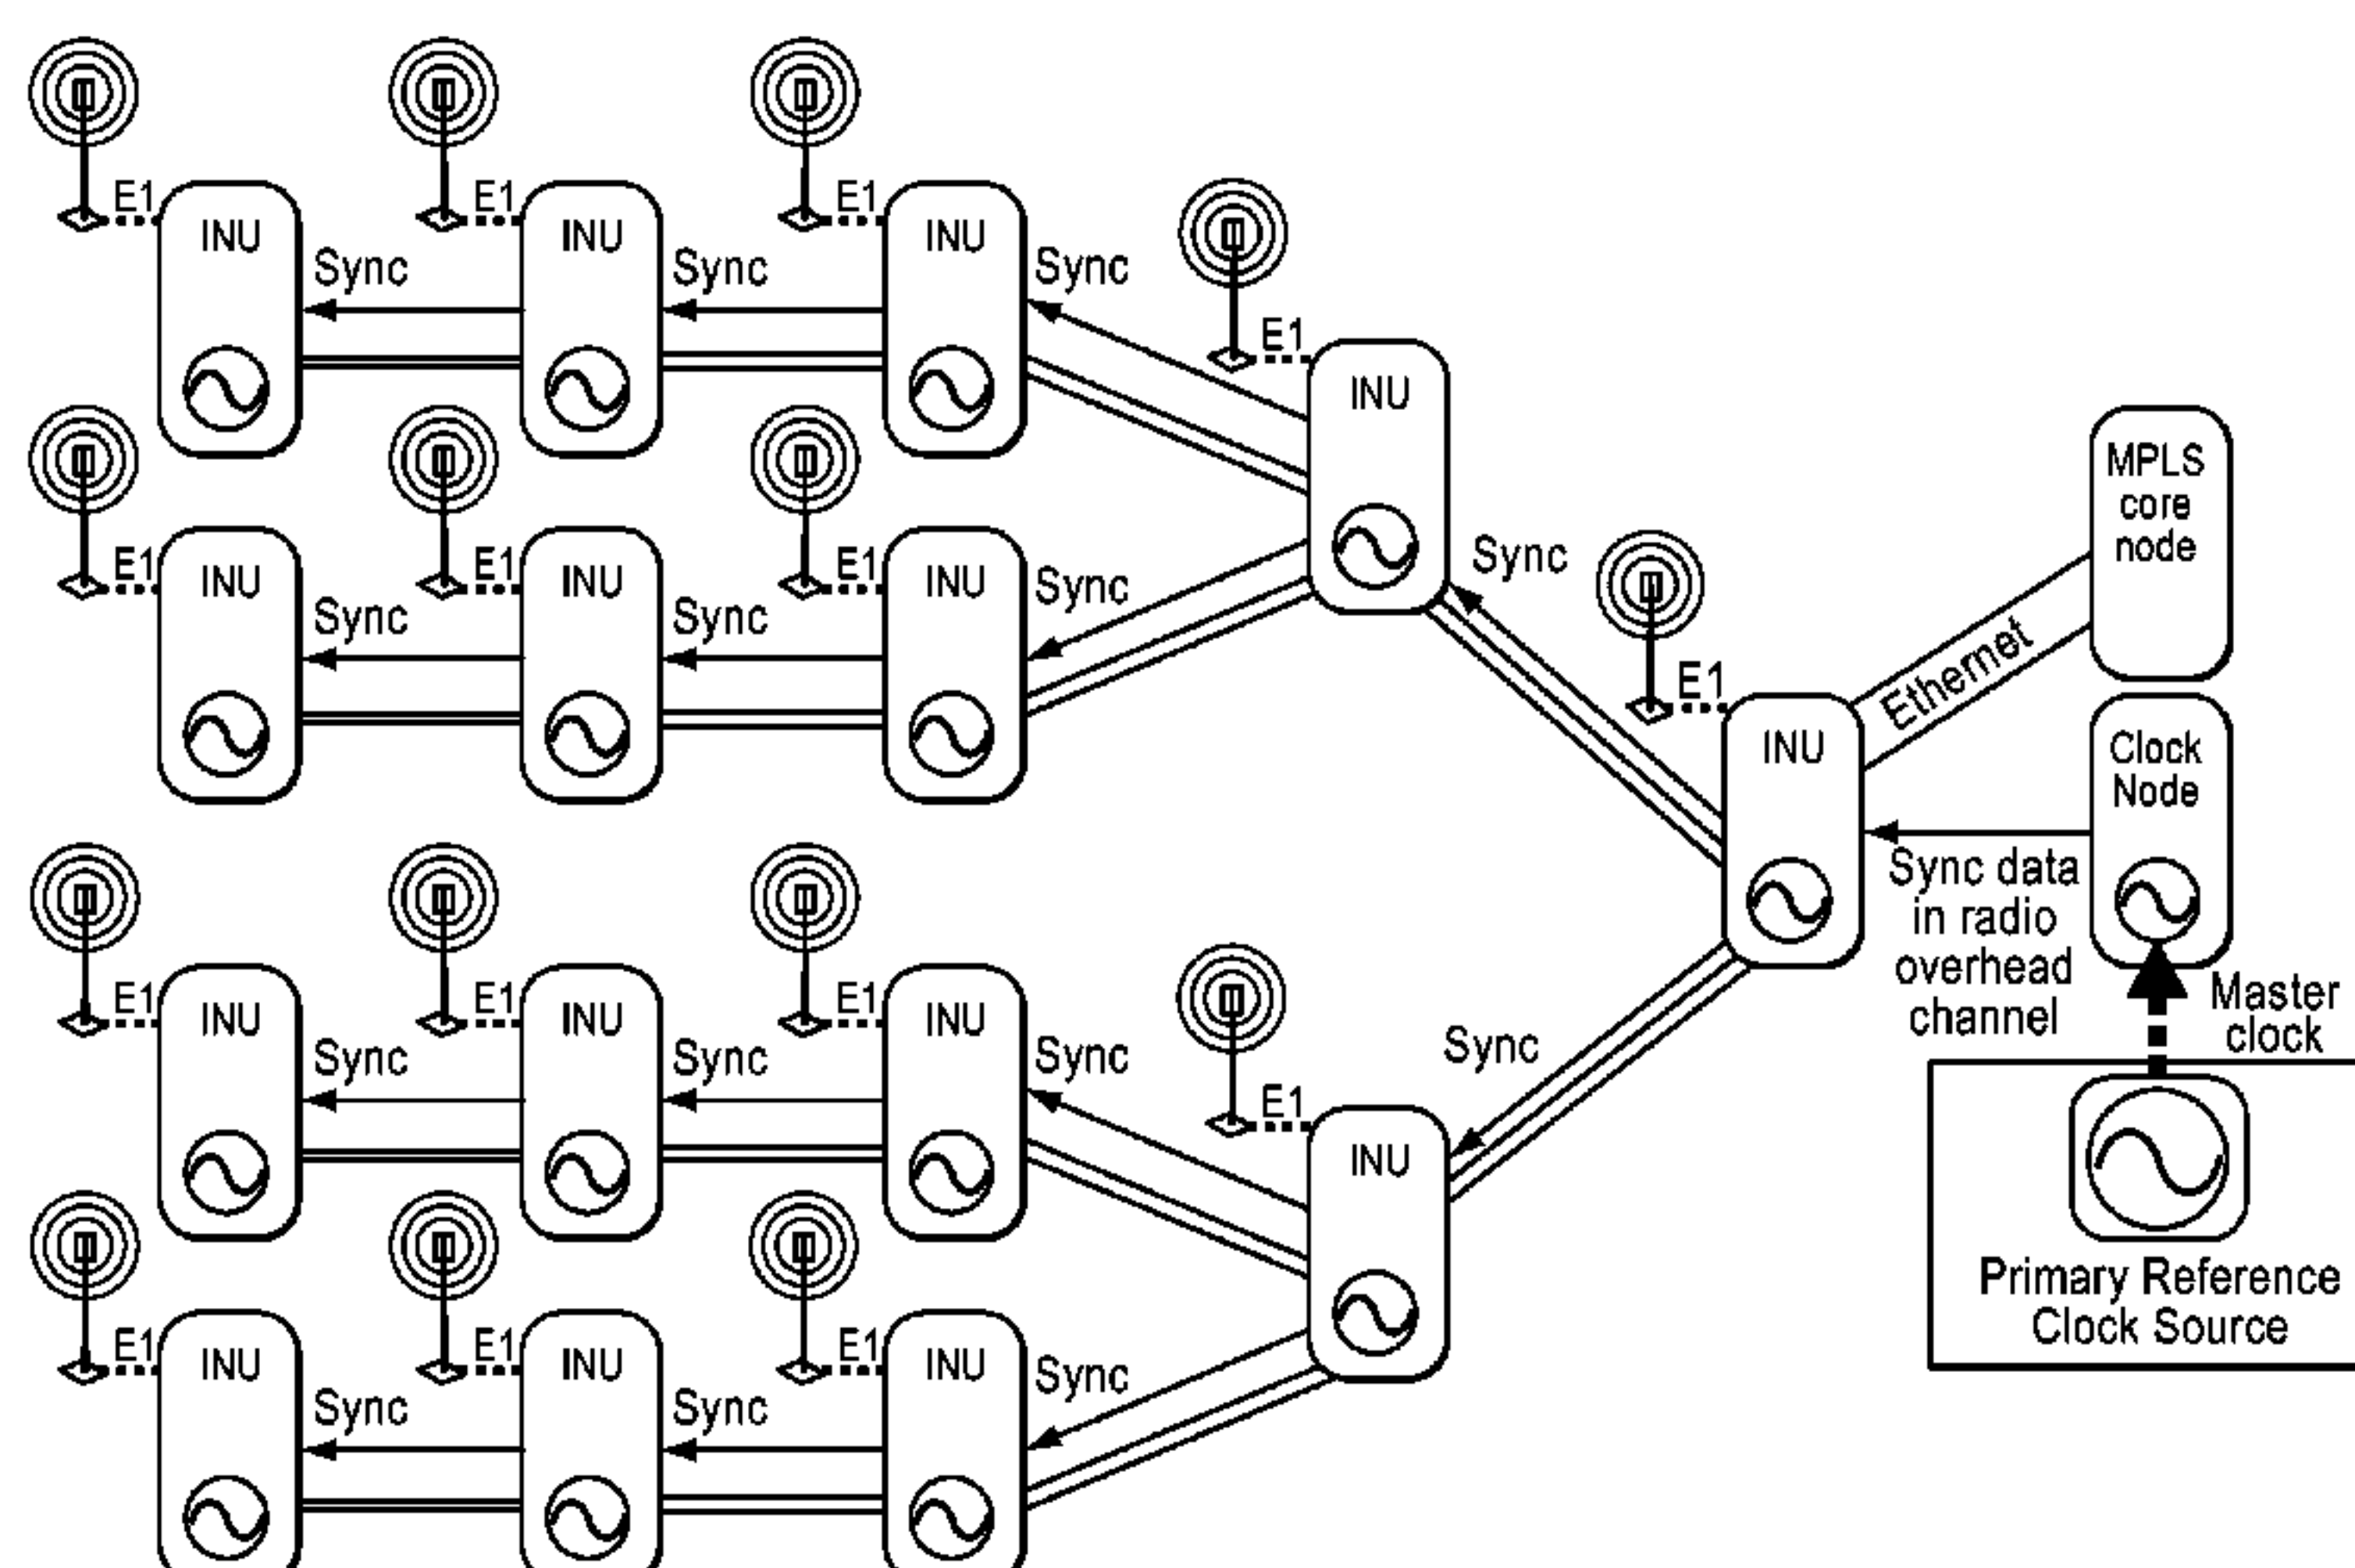 E1
E1
E1
INU
INU
INU
Sync
Sync
Sync
E1
INU
E1
E1
E1
INU
INU
INU
Sync
Sync
Sync
Sync
E1
INU
MPLS
core
node
Ethernet
Clock
Node
Sync data
in radio
overhead
channel
Master
clock
Primary Reference
Clock Source
E1
E1
E1
INU
INU
INU
Sync
Sync
Sync
Sync
E1
INU
E1
E1
E1
INU
INU
INU
Sync
Sync
Sync